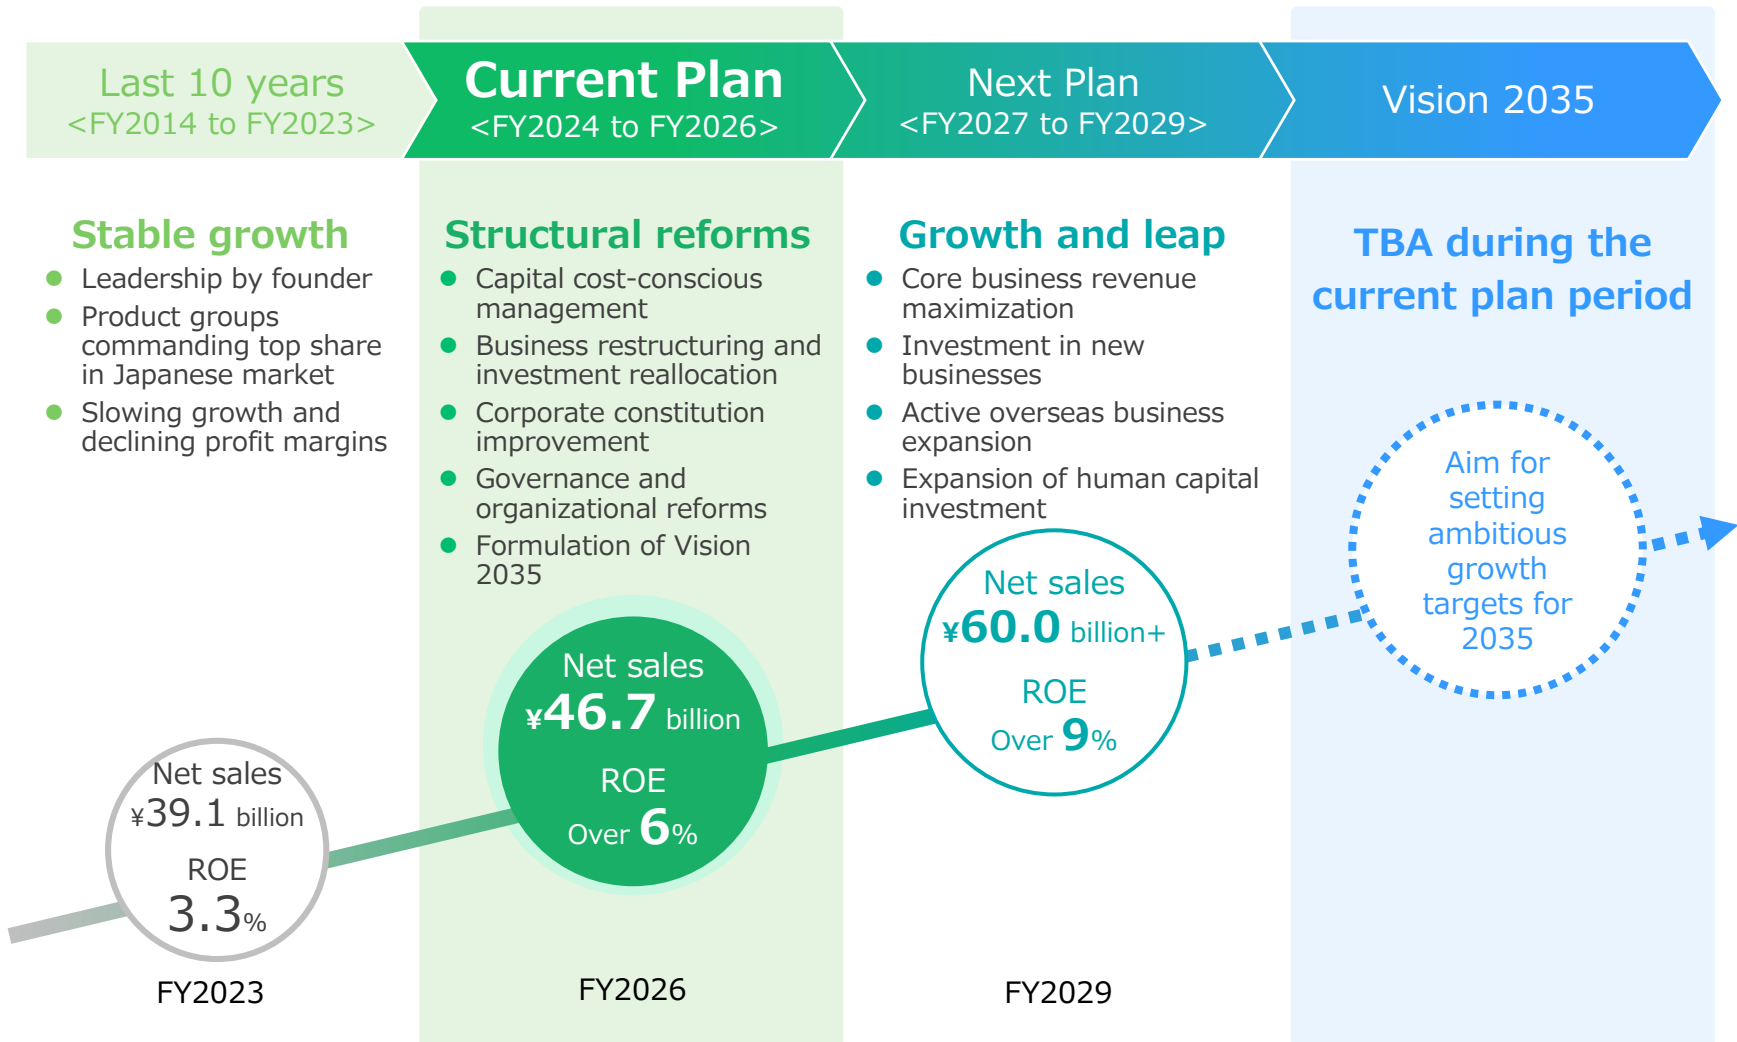 Last 10 years
<FY2014 to FY2023>
Current Plan
<FY2024 to FY2026>
Next Plan
<FY2027 to FY2029>
Vision 2035
Stable growth
● Leadership by founder
● Product groups
commanding top share
in Japanese market
● Slowing growth and
declining profit margins
Structural reforms
● Capital cost-conscious
management
● Business restructuring and
investment reallocation
● Corporate constitution
improvement
● Governance and
organizational reforms
● Formulation of Vision
2035
Growth and leap
● Core business revenue
maximization
● Investment in new
businesses
● Active overseas business
expansion
● Expansion of human capital
investment
TBA during the
current plan period
Net sales
¥39.1 billion
ROE
3.3%
FY2023
Net sales
¥46.7 billion
ROE
Over 6%
FY2026
Net sales
¥60.0 billion+
ROE
Over 9%
FY2029
Aim for
setting
ambitious
growth
targets for
2035